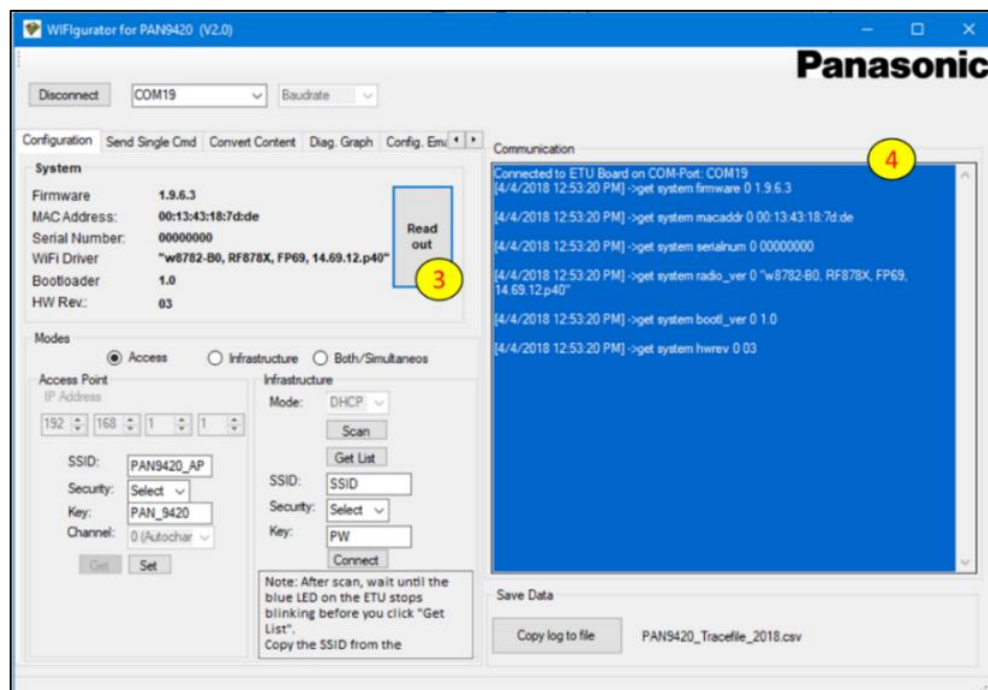 WIFIgurator for PAN9420 (V2.0)
Panasonic
Disconnect COM19 Baudrate
Configuration Send Single Cmd Convert Content Diag. Graph Config. Ema
System
Firmware 1.9.6.3
MAC Address: 00:13:43:18:7d:de
Serial Number: 00000000
WiFi Driver "w8782-B0, RF878X, FP69, 14.69.12.p40"
Bootloader 1.0
HW Rev.: 03
Read
out
3
Modes
Access Infrastructure Both/Simultaneos
Access Point
IP Address
192 168 1 1
SSID: PAN9420_AP
Security: Select
Key: PAN_9420
Channel: 0 (Autochar
Get Set
Infrastructure
Mode: DHCP
Scan
Get List
SSID: SSID
Security: Select
Key: PW
Connect
Note: After scan, wait until the
blue LED on the ETU stops
blinking before you click "Get
List".
Copy the SSID from the
Communication
4
Connected to ETU Board on COM-Port: COM19
[4/4/2018 12:53:20 PM] ->get system firmware 0 1.9.6.3
[4/4/2018 12:53:20 PM] ->get system macaddr 0 00:13:43:18:7d:de
[4/4/2018 12:53:20 PM] ->get system serialnum 0 00000000
[4/4/2018 12:53:20 PM] ->get system radio_ver 0 "w8782-B0, RF878X, FP69,
14.69.12.p40"
[4/4/2018 12:53:20 PM] ->get system bootl_ver 0 1.0
[4/4/2018 12:53:20 PM] ->get system hwrev 0 03
Save Data
Copy log to file PAN9420_Tracefile_2018.csv